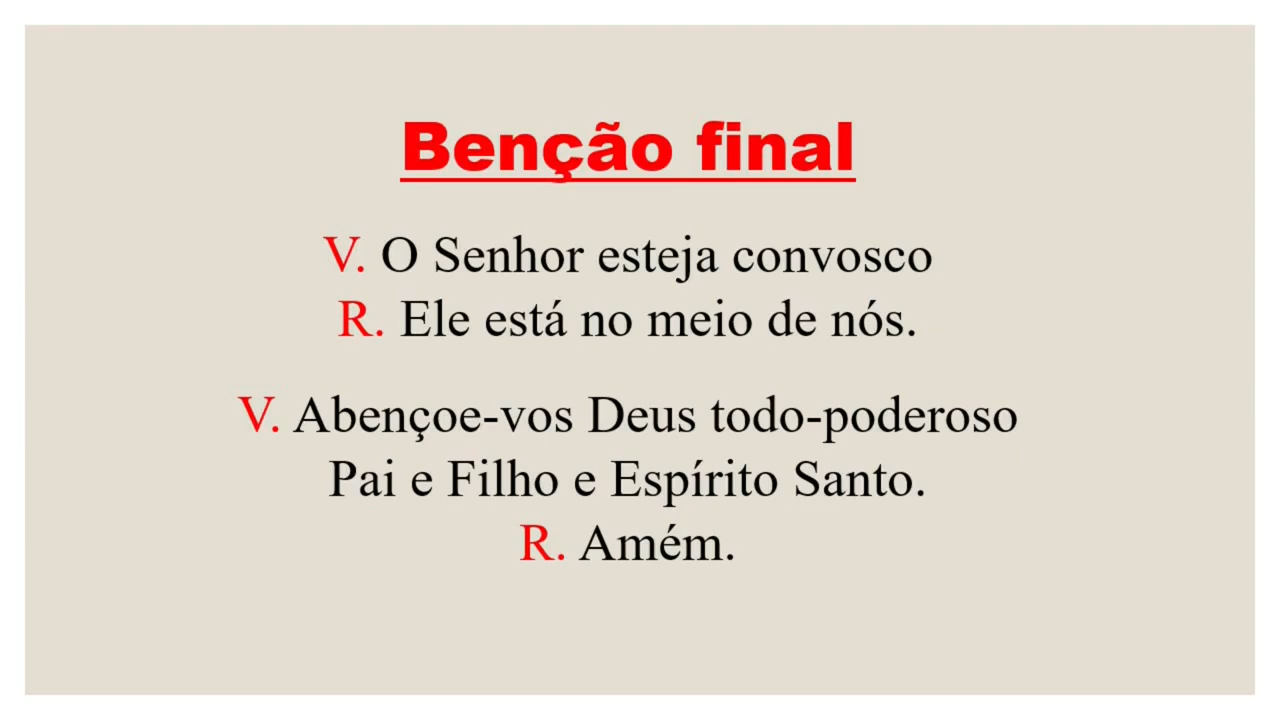 Benção final
V. O Senhor esteja convosco
R. Ele está no meio de nós.
V. Abençoe-vos Deus todo-poderoso
Pai e Filho e Espírito Santo.
R. Amém.